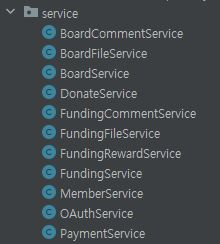 service
BoardCommentService
BoardFileService
BoardService
DonateService
FundingCommentService
FundingFileService
FundingRewardService
FundingService
MemberService
OAuthService
PaymentService